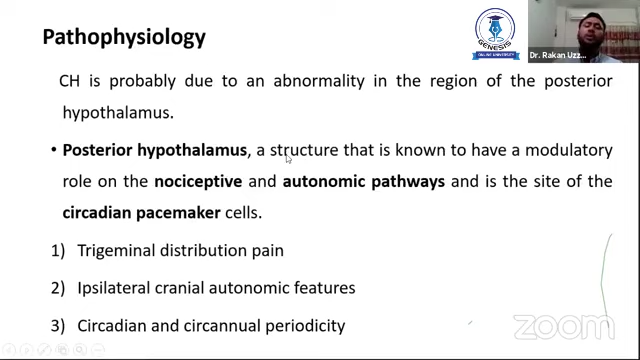 Pathophysiology
GENESIS
ONLINE UNIVERSITY
Dr. Rakan Uzz...
CH is probably due to an abnormality in the region of the posterior
hypothalamus.
• Posterior hypothalamus, a structure that is known to have a modulatory
role on the nociceptive and autonomic pathways and is the site of the
circadian pacemaker cells.
1) Trigeminal distribution pain
2) Ipsilateral cranial autonomic features
3) Circadian and circannual periodicity
zoom